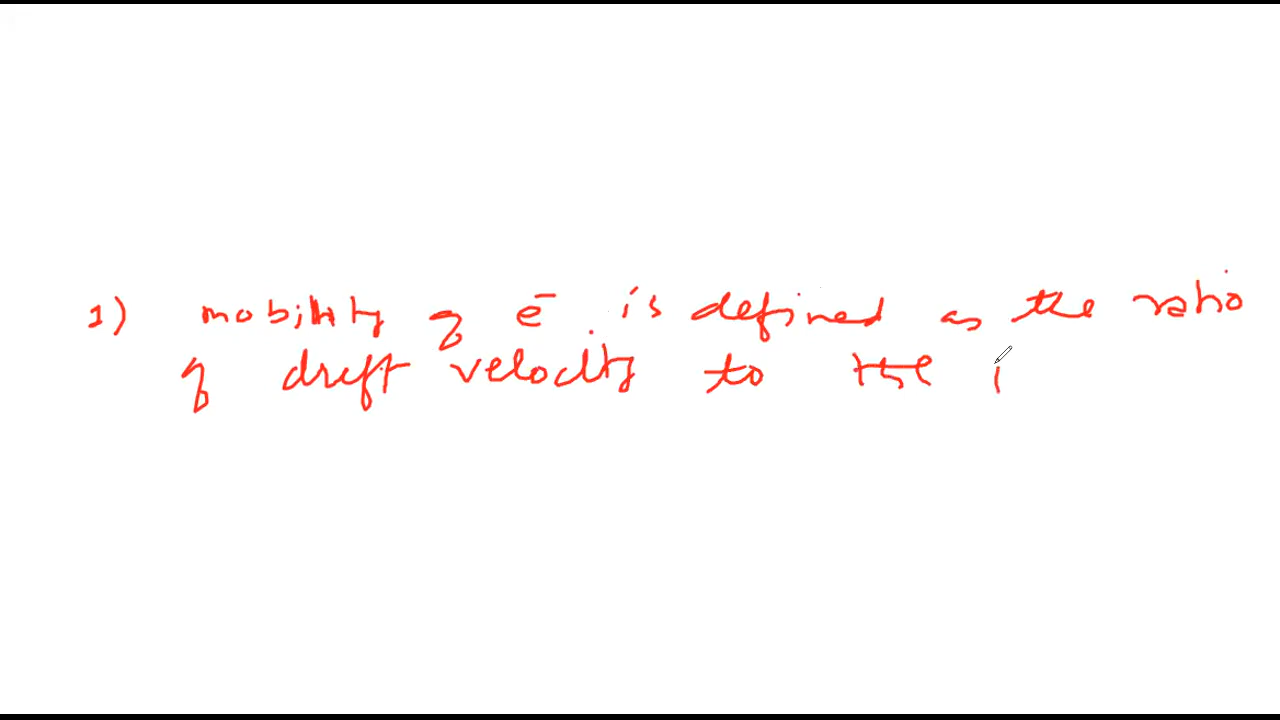 1) mobility of ē is defined as the ratio
of drift velocity to the i